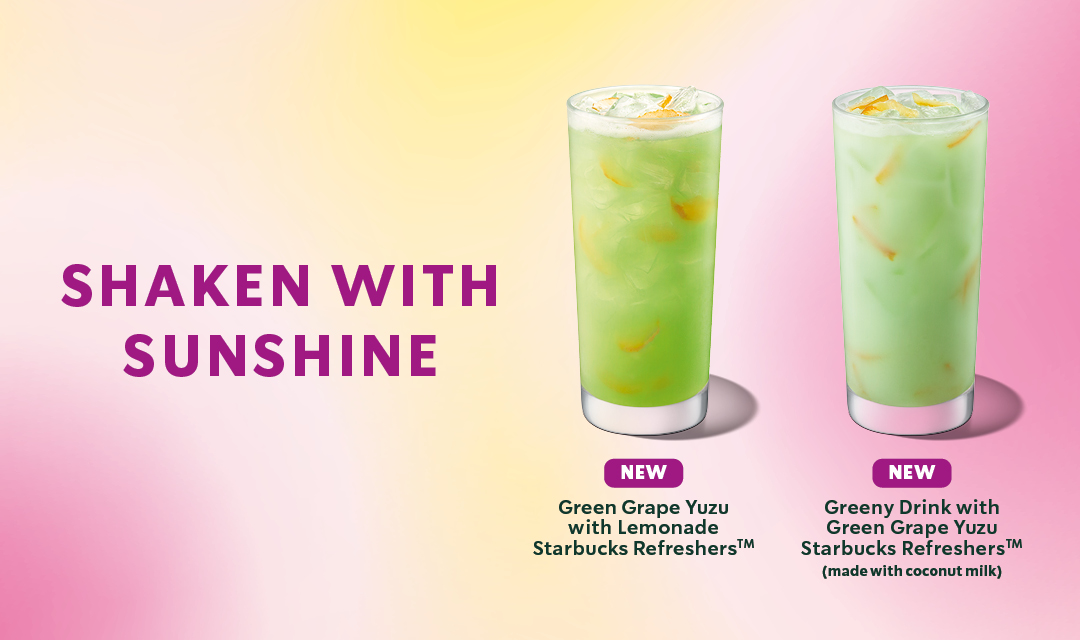 SHAKEN WITH
SUNSHINE
NEW
Green Grape Yuzu
with Lemonade
Starbucks Refreshers™
NEW
Greeny Drink with
Green Grape Yuzu
Starbucks Refreshers™
(made with coconut milk)